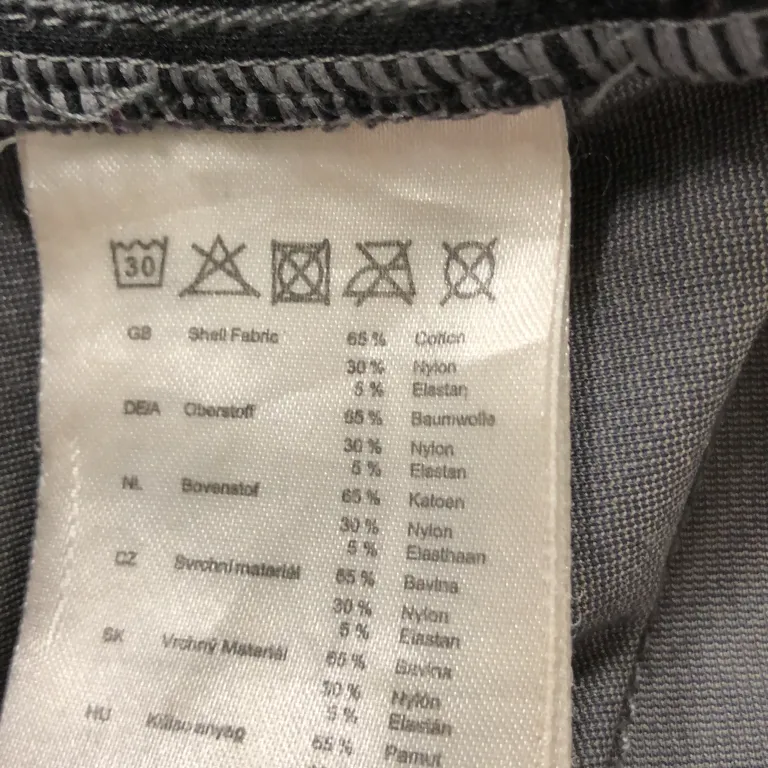 30
GB Shell Fabric 65 % Cotton
30 % Nylon
5 % Elastan
DE/A Oberstoff 65 % Baumwolle
30 % Nylon
5 % Elastan
NL Bovenstof 65 % Katoen
30 % Nylon
5 % Elasthaan
CZ Svrchní materiál 65 % Bavlna
30 % Nylon
5 % Elastan
SK Vrchný Materiál 65 % Bavlna
30 % Nylón
5 % Elastán
HU Külső anyag 65 % Pamut